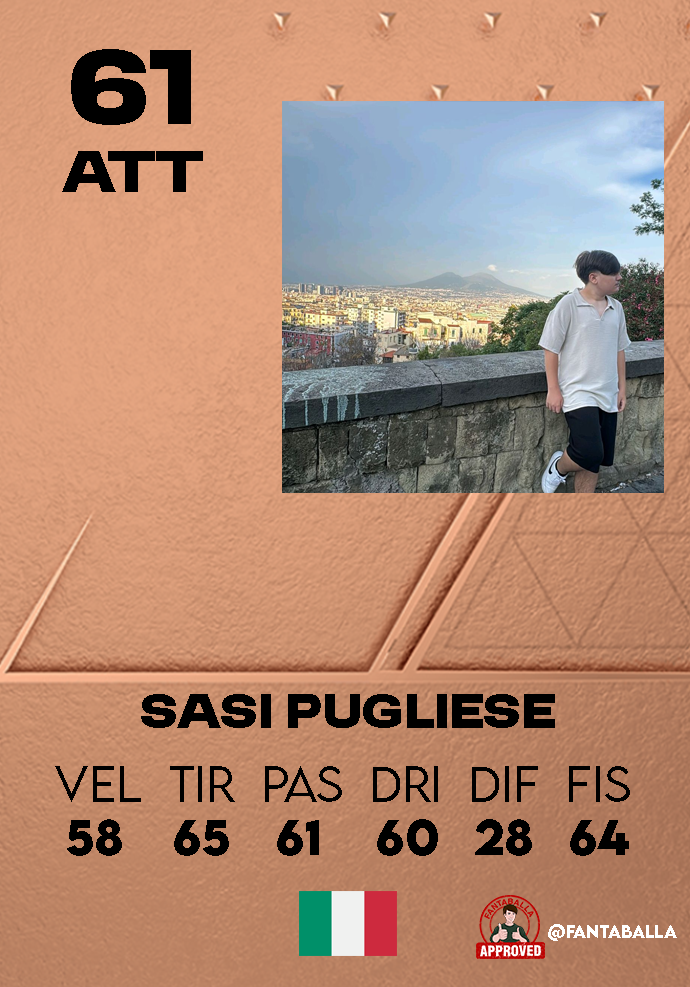 61
ATT
SASI PUGLIESE
VEL TIR PAS DRI DIF FIS
58 65 61 60 28 64
FANTABALLA
APPROVED
@FANTABALLA